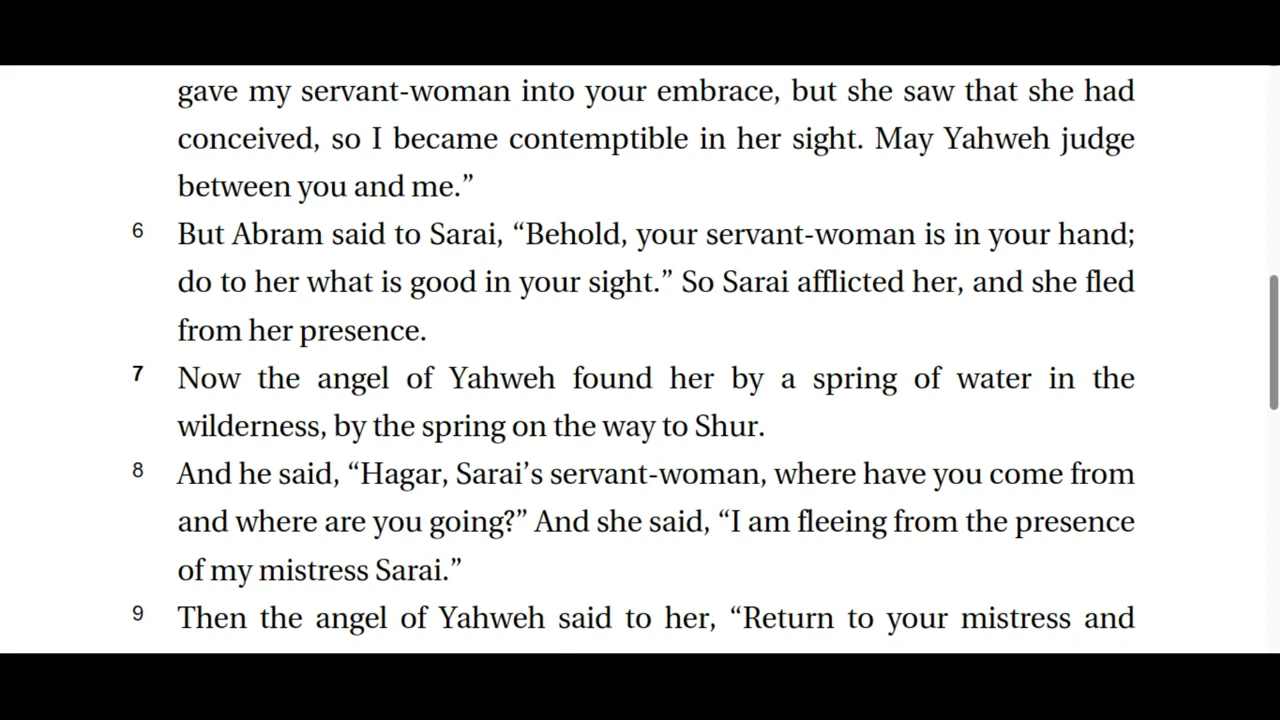 gave my servant-woman into your embrace, but she saw that she had
conceived, so I became contemptible in her sight. May Yahweh judge
between you and me.”
6 But Abram said to Sarai, “Behold, your servant-woman is in your hand;
do to her what is good in your sight.” So Sarai afflicted her, and she fled
from her presence.
7 Now the angel of Yahweh found her by a spring of water in the
wilderness, by the spring on the way to Shur.
8 And he said, “Hagar, Sarai’s servant-woman, where have you come from
and where are you going?” And she said, “I am fleeing from the presence
of my mistress Sarai.”
9 Then the angel of Yahweh said to her, “Return to your mistress and